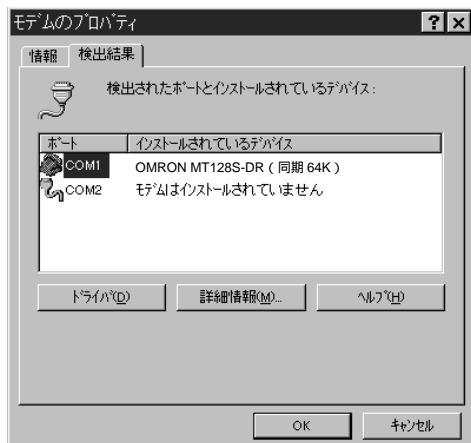 ﾓﾃﾞﾑのﾌﾟﾛﾊﾟﾃｨ
情報 検出結果
検出されたﾎﾟｰﾄとｲﾝｽﾄｰﾙされているﾃﾞﾊﾞｲｽ:
ﾎﾟｰﾄ ｲﾝｽﾄｰﾙされているﾃﾞﾊﾞｲｽ
COM1 OMRON MT128S-DR（同期 64K）
COM2 ﾓﾃﾞﾑはｲﾝｽﾄｰﾙされていません
ﾄﾞﾗｲﾊﾞ(D) 詳細情報(M)... ﾍﾙﾌﾟ(H)
OK ｷｬﾝｾﾙ